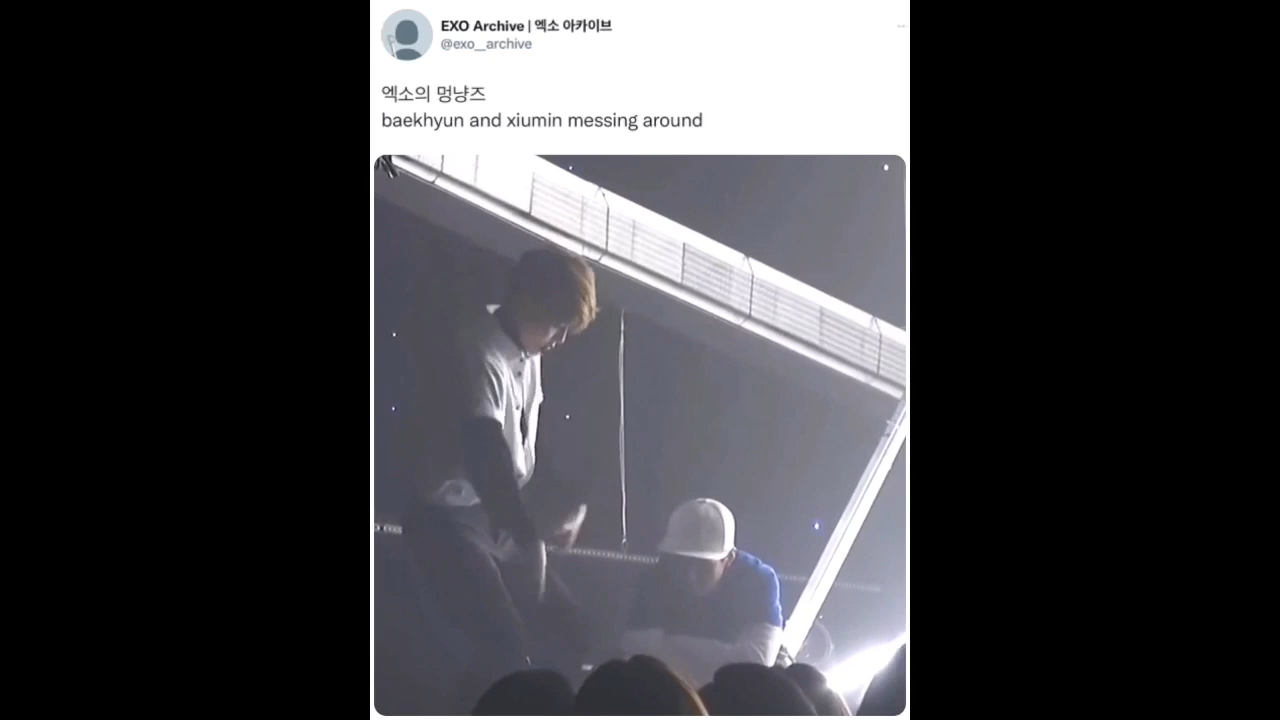 EXO Archive | 엑소 아카이브
@exo__archive
엑소의 멍냥즈
baekhyun and xiumin messing around